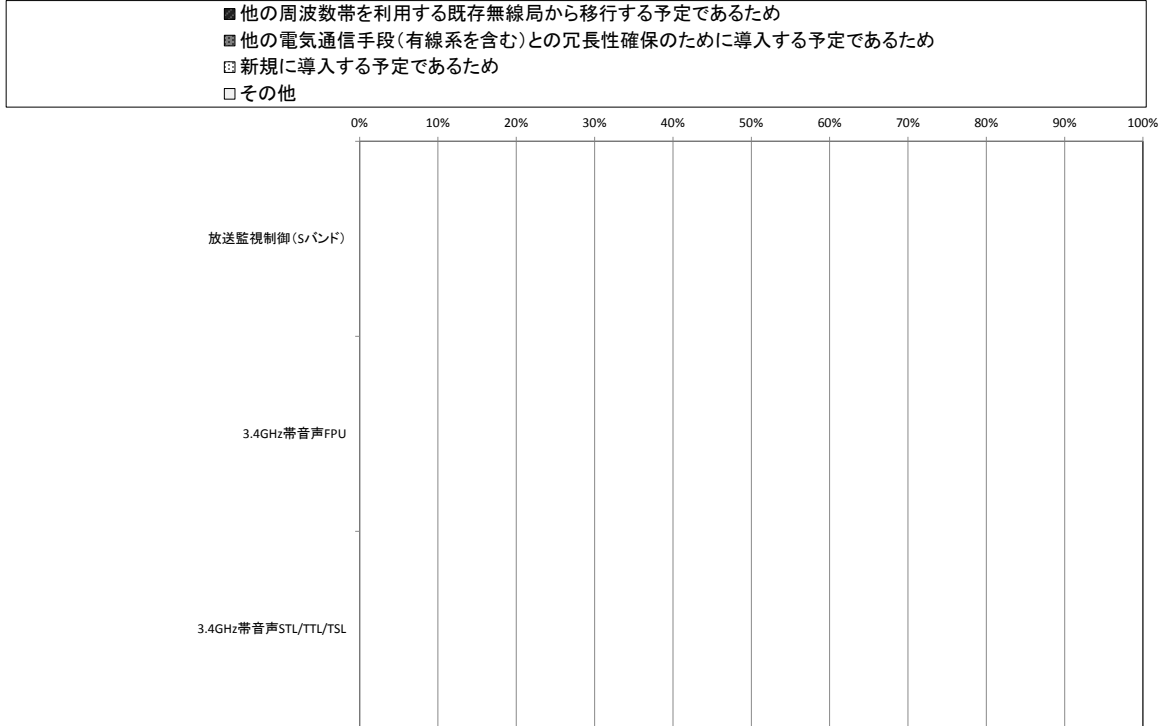 他の周波数帯を利用する既存無線局から移行する予定であるため
他の電気通信手段(有線系を含む)との冗長性確保のために導入する予定であるため
新規に導入する予定であるため
その他
0% 10% 20% 30% 40% 50% 60% 70% 80% 90% 100%
放送監視制御(Sバンド)
3.4GHz帯音声FPU
3.4GHz帯音声STL/TTL/TSL